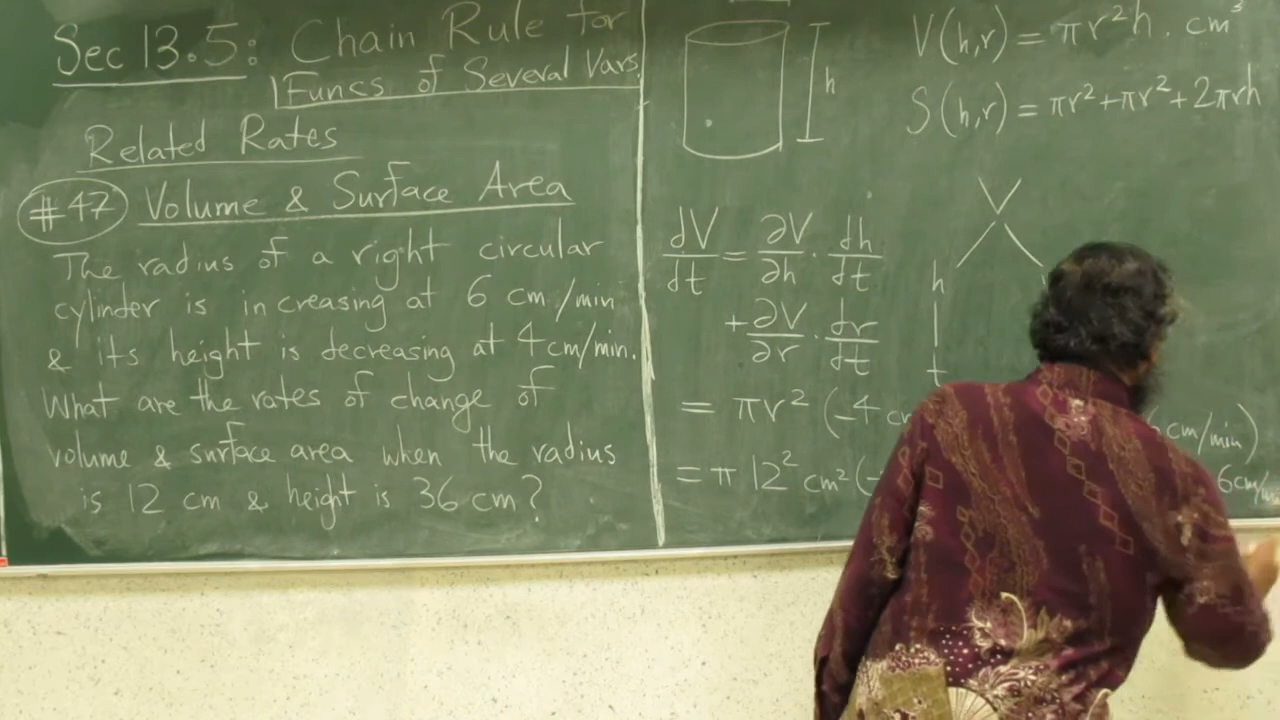 Sec 13.5: Chain Rule for
Funcs of Several Vars.
Related Rates
#47 Volume & Surface Area
The radius of a right circular
cylinder is increasing at 6 cm/min
& its height is decreasing at 4cm/min.
What are the rates of change of
volume & surface area when the radius
is 12 cm & height is 36 cm?
h
V(h,r) = πr²h . cm³
S(h,r) = πr²+πr²+2πrh
V
h
t
dV/dt = ∂V/∂h · dh/dt
+ ∂V/∂r · dr/dt
= πr² (-4 cm/min)
= π 12² cm² (- 6cm/